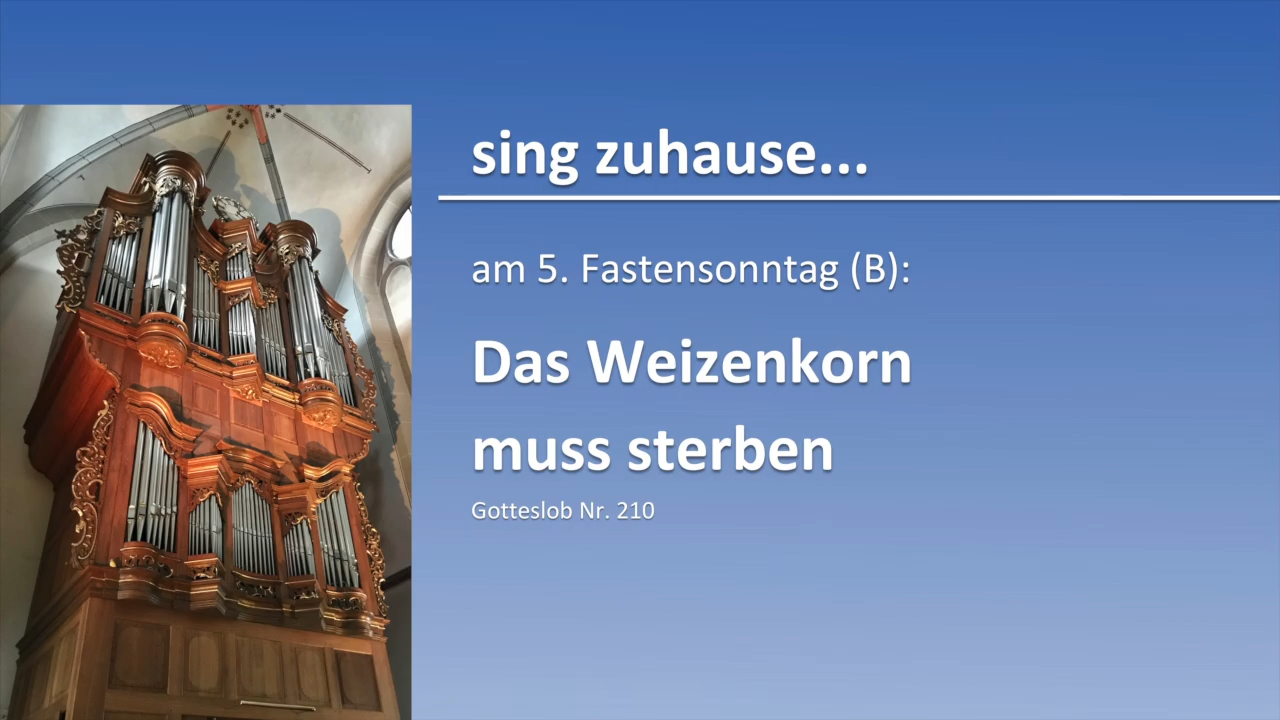 sing zuhause...
am 5. Fastensonntag (B):
Das Weizenkorn
muss sterben
Gotteslob Nr. 210